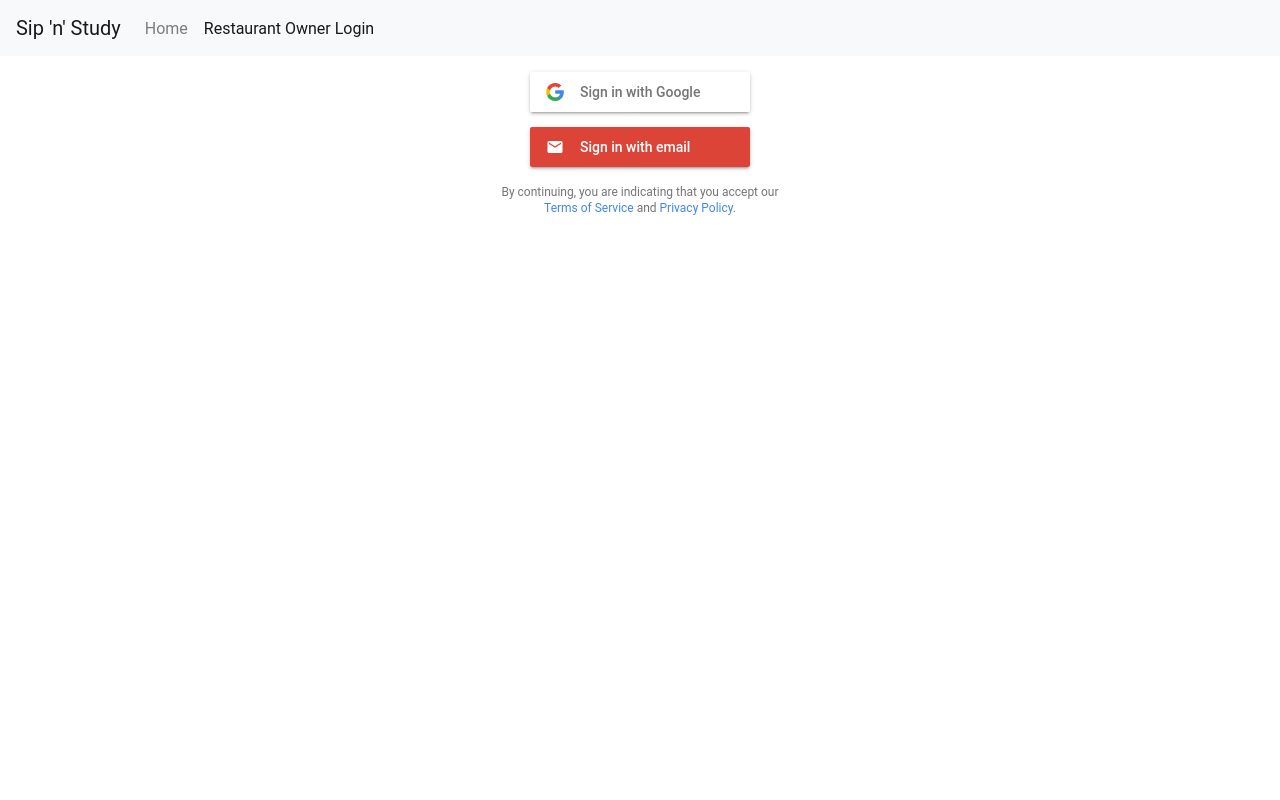 Sip 'n' Study Home Restaurant Owner Login
Sign in with Google
Sign in with email
By continuing, you are indicating that you accept our
Terms of Service and Privacy Policy.